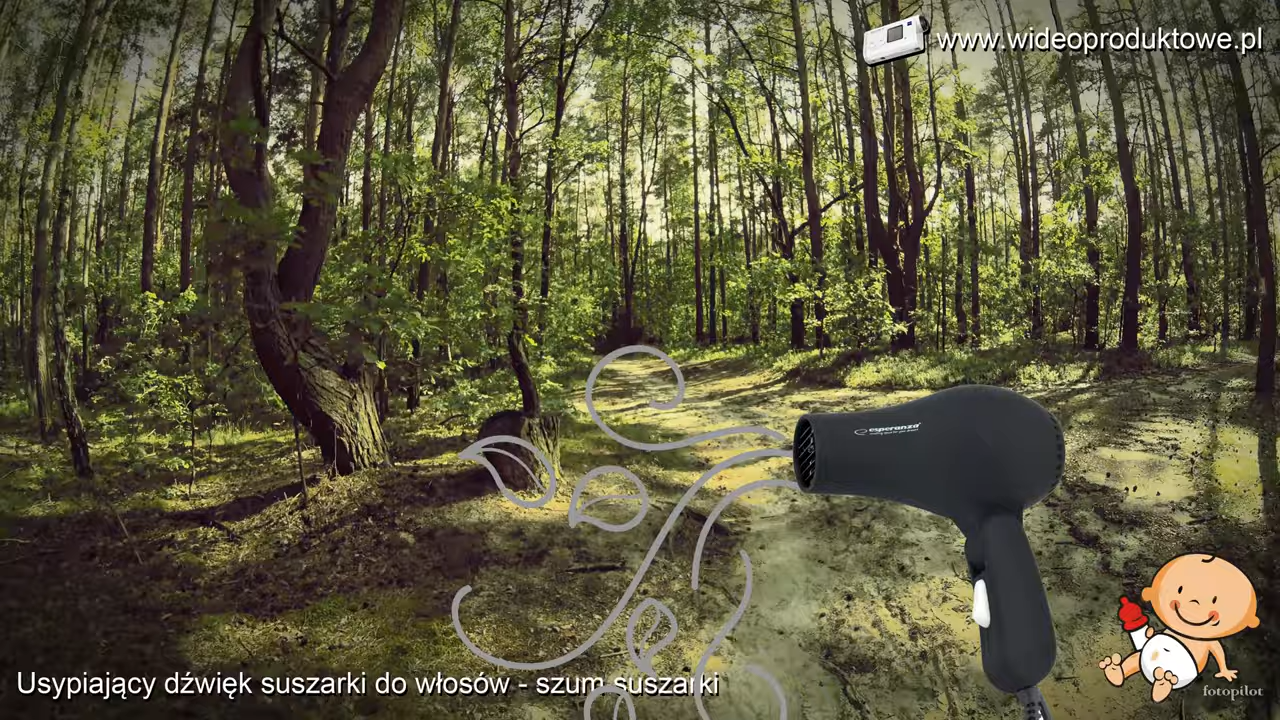 www.wideoproduktowe.pl
esperanza
Usypiający dźwięk suszarki do włosów - szum suszarki
fotopilot